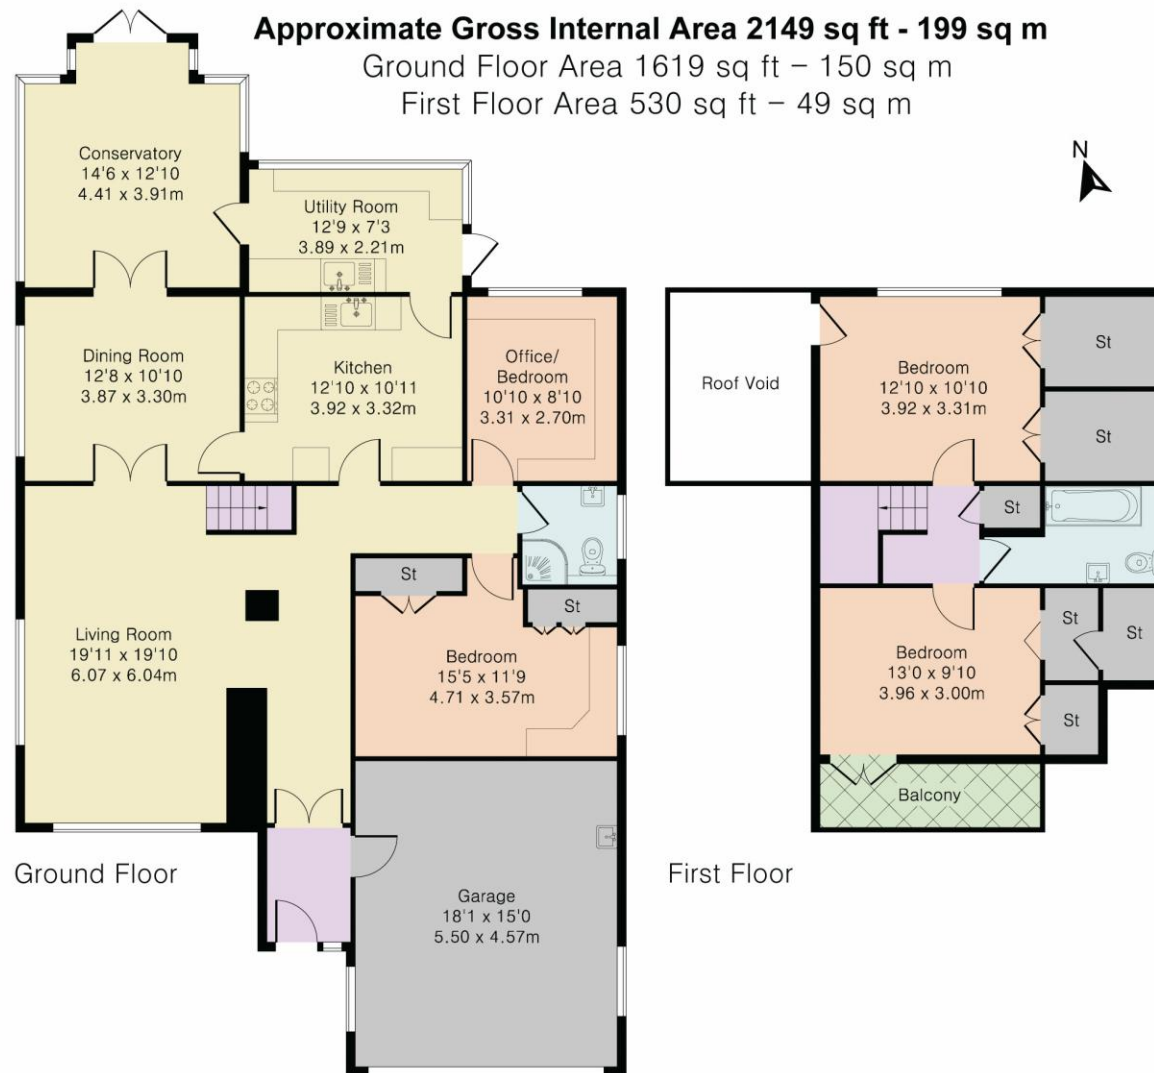 Approximate Gross Internal Area 2149 sq ft - 199 sq m
Ground Floor Area 1619 sq ft – 150 sq m
First Floor Area 530 sq ft – 49 sq m
N
Conservatory
14'6 x 12'10
4.41 x 3.91m
Utility Room
12'9 x 7'3
3.89 x 2.21m
Dining Room
12'8 x 10'10
3.87 x 3.30m
Kitchen
12'10 x 10'11
3.92 x 3.32m
Office/
Bedroom
10'10 x 8'10
3.31 x 2.70m
St
St
Living Room
19'11 x 19'10
6.07 x 6.04m
Bedroom
15'5 x 11'9
4.71 x 3.57m
Garage
18'1 x 15'0
5.50 x 4.57m
Ground Floor
Roof Void
Bedroom
12'10 x 10'10
3.92 x 3.31m
St
St
St
Bedroom
13'0 x 9'10
3.96 x 3.00m
St
St
St
Balcony
First Floor